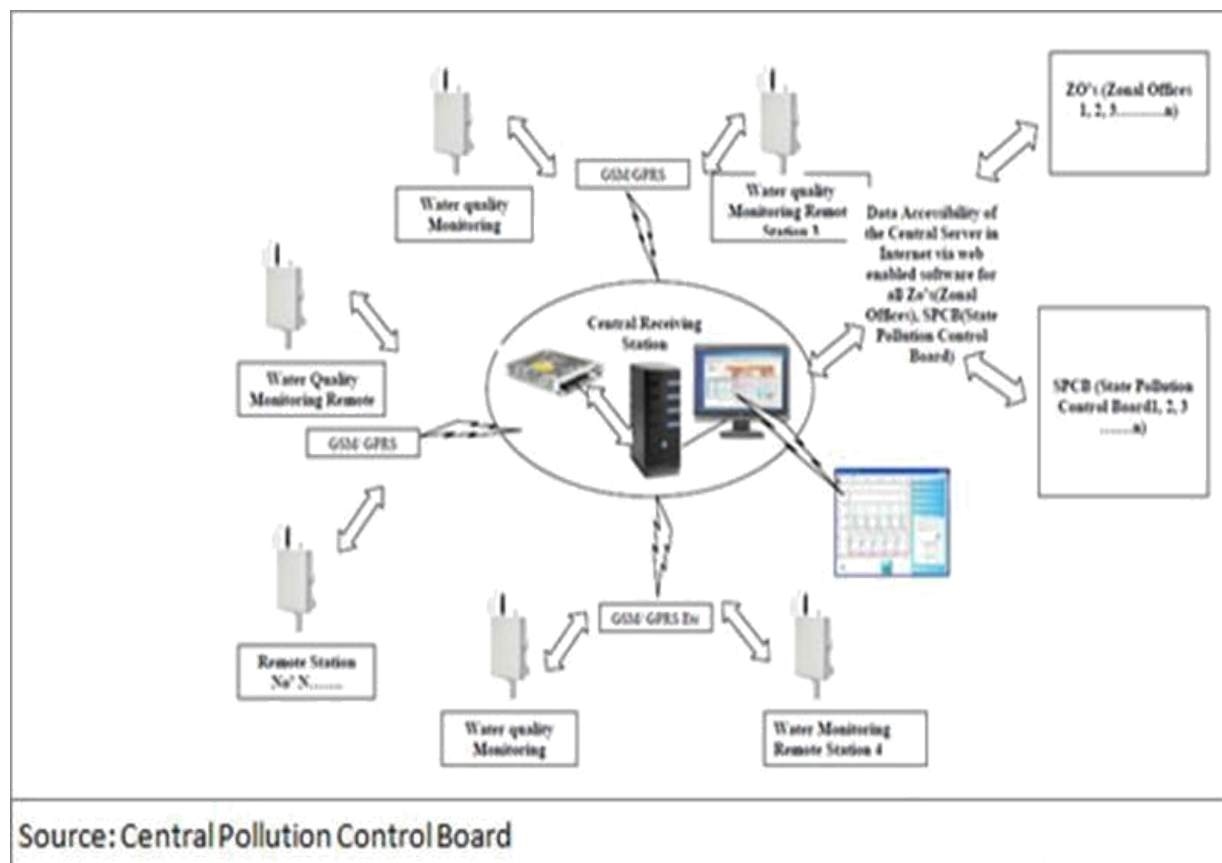 ZO's (Zonal Offices
1, 2, 3..............n)
GSM/GPRS
Water quality
Monitoring
Water quality
Monitoring Remot
Station 3
Data Accessibility of
the Central Server in
Internet via web
enabled software for
all Zo's(Zonal
Offices), SPCB(State
Pollution Control
Board)
Central Receiving
Station
Water Quality
Monitoring Remote
GSM/ GPRS
SPCB (State Pollution
Control Board1, 2, 3
.......n)
GSM/ GPRS Etc
Remote Station
No' N.......
Water quality
Monitoring
Water Monitoring
Remote Station 4
Source: Central Pollution Control Board